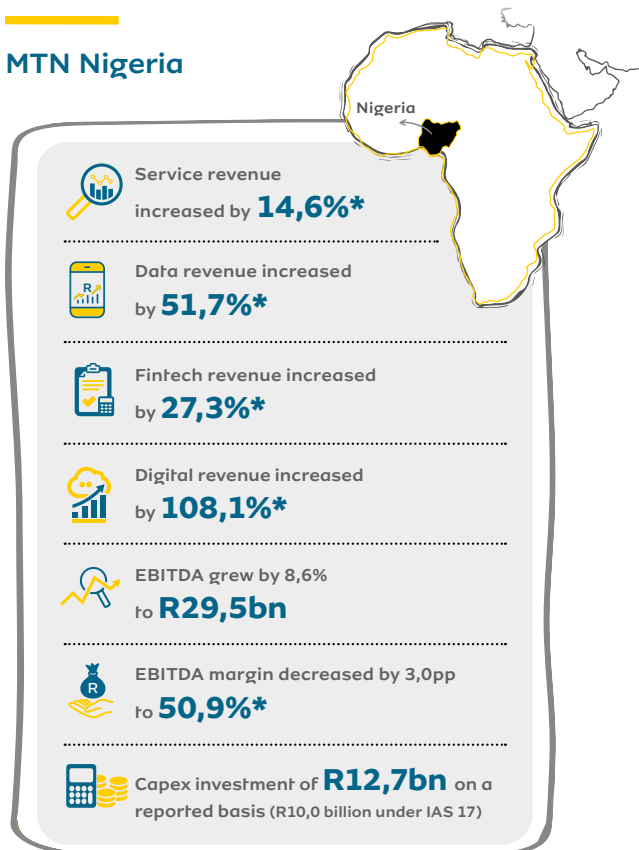 MTN Nigeria
Nigeria
Service revenue
increased by 14,6%*
R
Data revenue increased
by 51,7%*
Fintech revenue increased
by 27,3%*
Digital revenue increased
by 108,1%*
EBITDA grew by 8,6%
to R29,5bn
R
EBITDA margin decreased by 3,0pp
to 50,9%*
Capex investment of R12,7bn on a
reported basis (R10,0 billion under IAS 17)